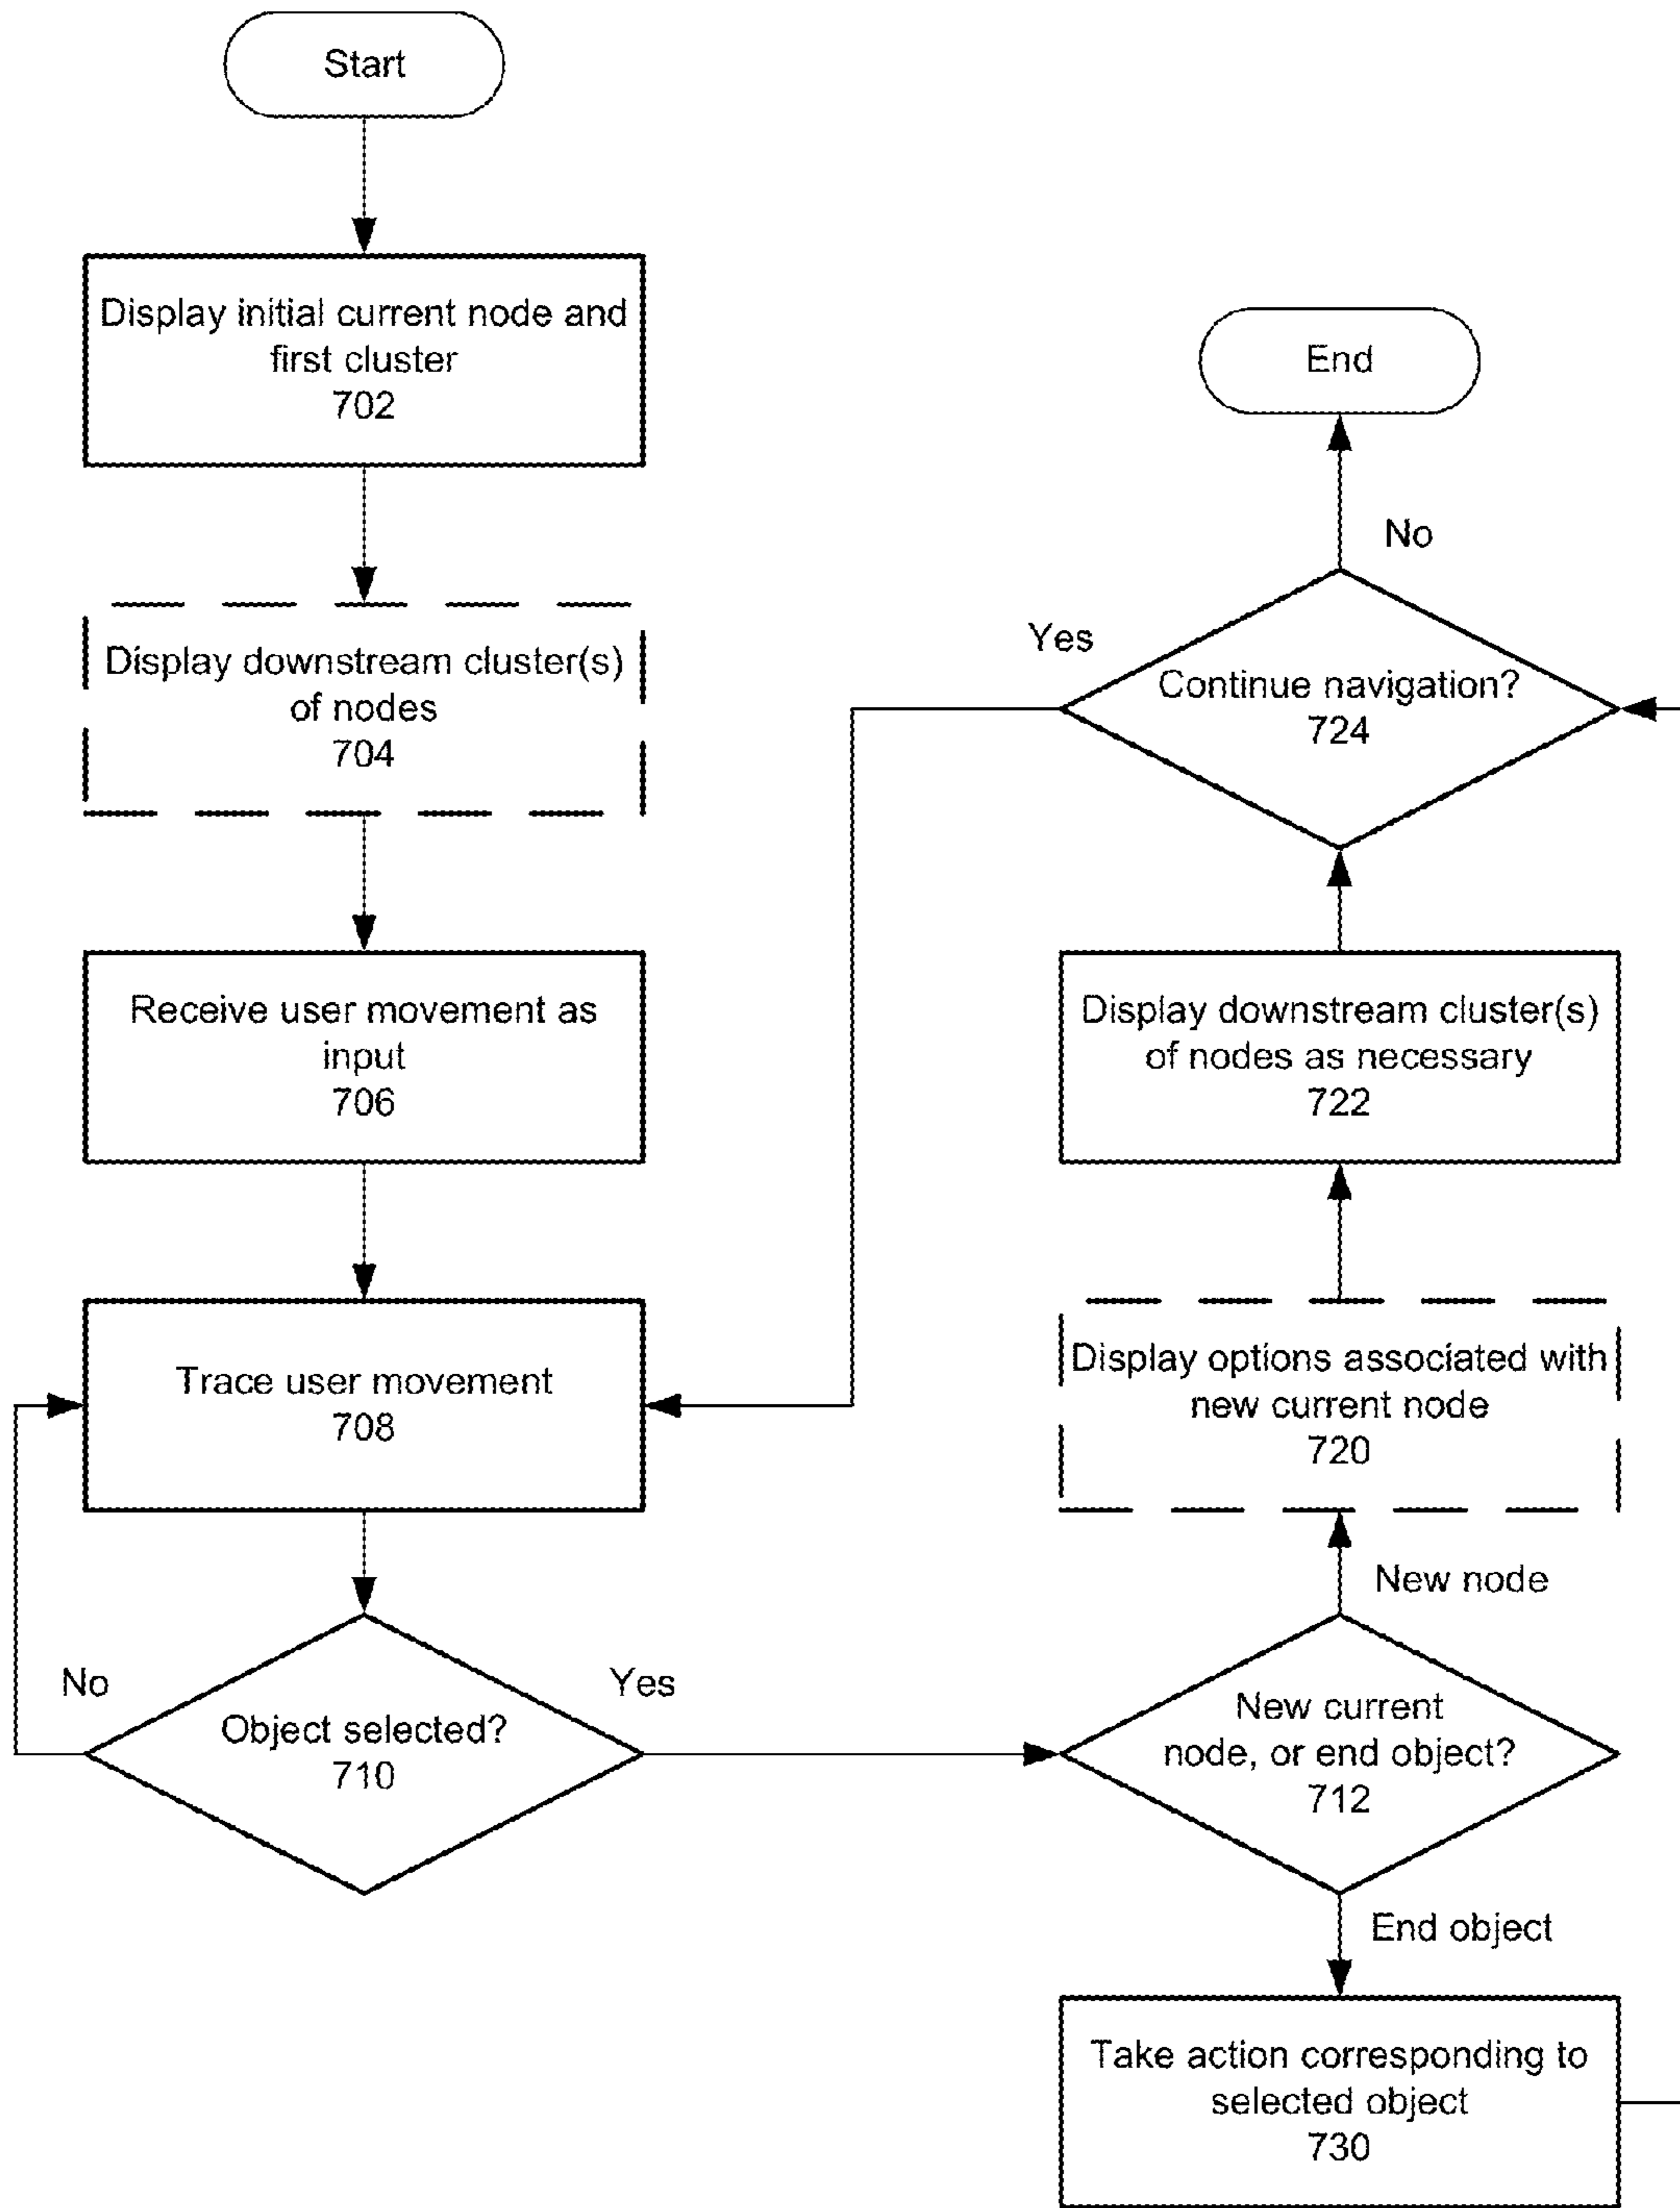 Start
Display initial current node and
first cluster
702
Display downstream cluster(s)
of nodes
704
Receive user movement as
input
706
Trace user movement
708
No
Yes
Object selected?
710
End
No
Yes
Continue navigation?
724
Display downstream cluster(s)
of nodes as necessary
722
Display options associated with
new current node
720
New node
New current
node, or end object?
712
End object
Take action corresponding to
selected object
730